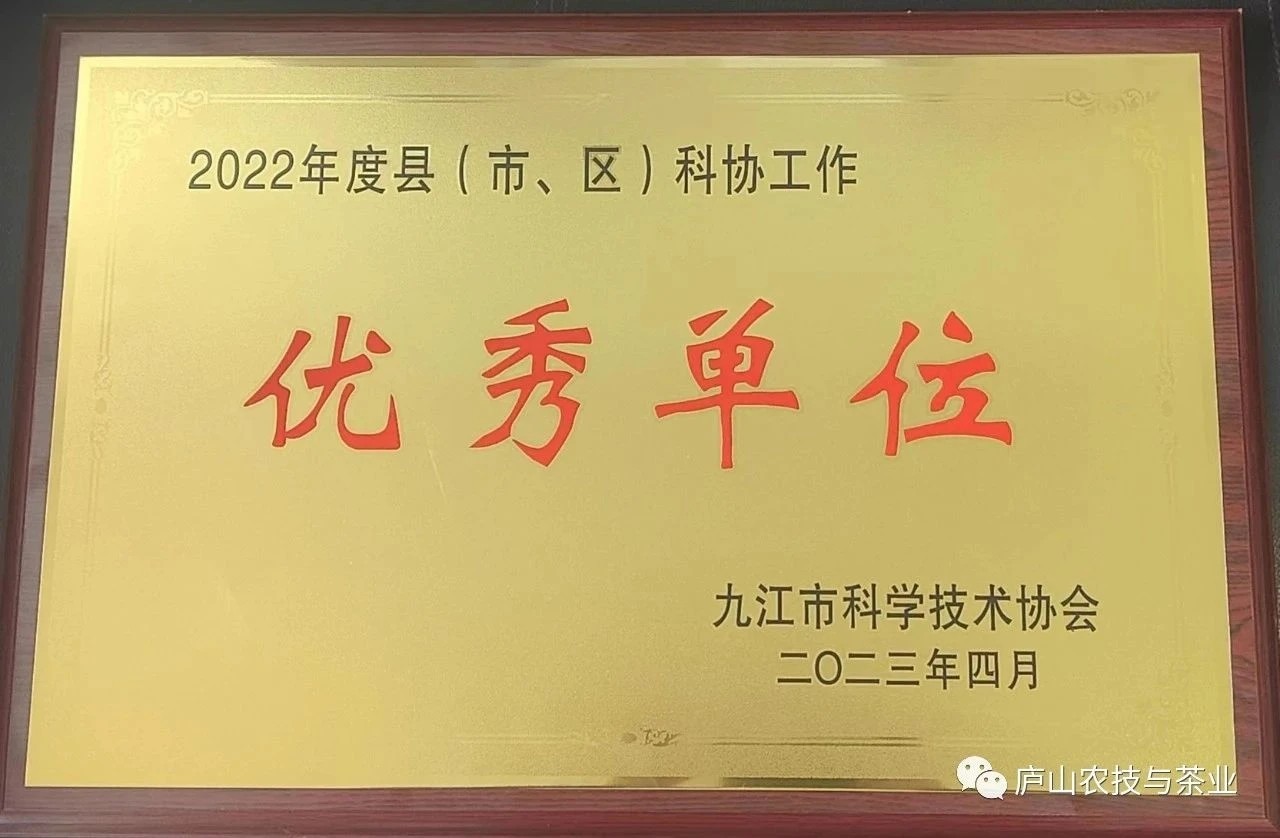 2022年度县（市、区）科协工作
优秀单位
九江市科学技术协会
二〇二三年四月
庐山农技与茶业